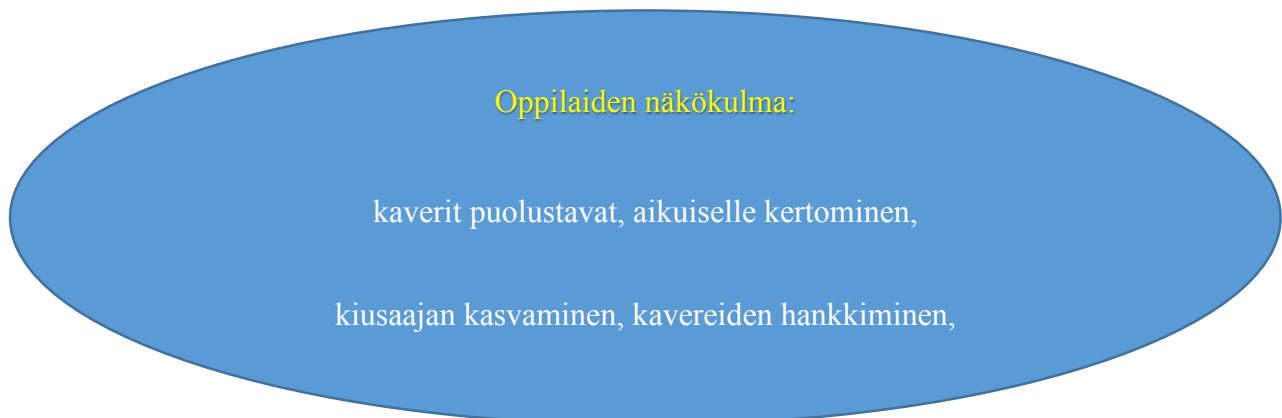 Oppilaiden näkökulma:
kaverit puolustavat, aikuiselle kertominen,
kiusaajan kasvaminen, kavereiden hankkiminen,